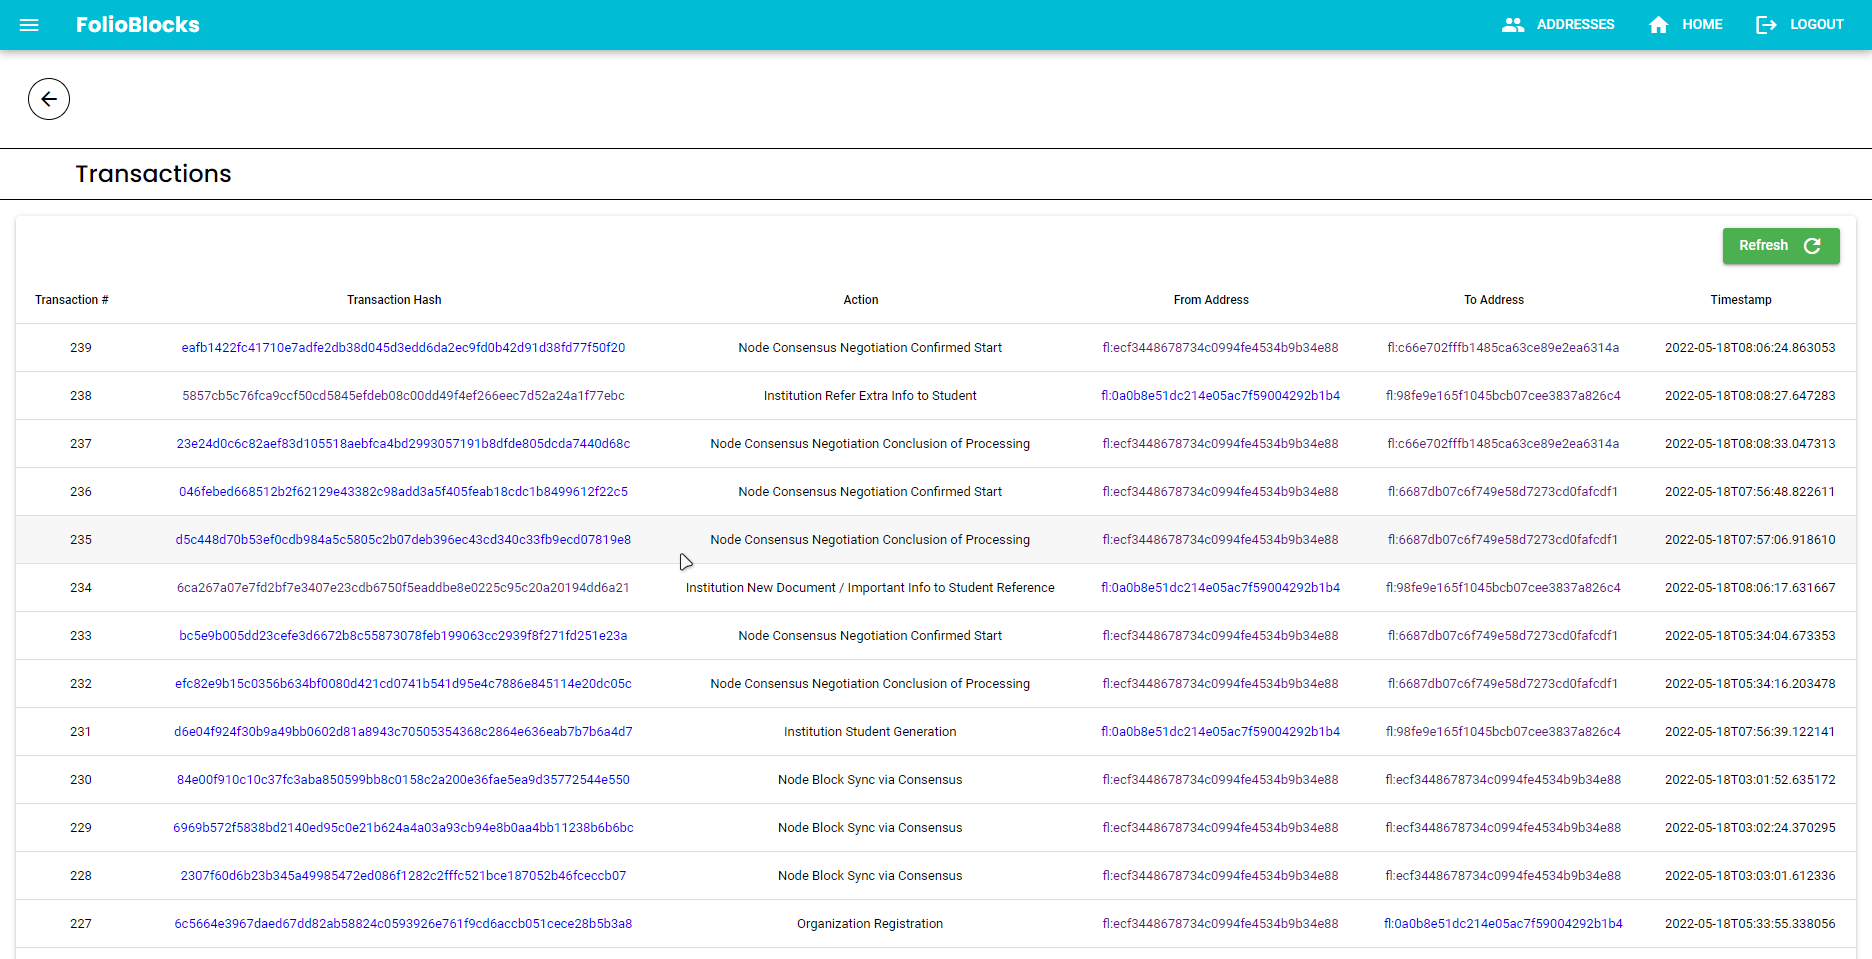 FolioBlocks ADDRESSES HOME LOGOUT
Transactions
Refresh
Transaction # Transaction Hash Action From Address To Address Timestamp
239 eafb1422fc41710e7adfe2db38d045d3edd6da2ec9fd0b42d91d38fd77f50f20 Node Consensus Negotiation Confirmed Start fl:ecf3448678734c0994fe4534b9b34e88 fl:c66e702fffb1485ca63ce89e2ea6314a 2022-05-18T08:06:24.863053
238 5857cb5c76fca9ccf50cd5845efdeb08c00dd49f4ef266eec7d52a24a1f77ebc Institution Refer Extra Info to Student fl:0a0b8e51dc214e05ac7f59004292b1b4 fl:98fe9e165f1045bcb07cee3837a826c4 2022-05-18T08:08:27.647283
237 23e24d0c6c82aef83d105518aebfca4bd2993057191b8dfde805dcda7440d68c Node Consensus Negotiation Conclusion of Processing fl:ecf3448678734c0994fe4534b9b34e88 fl:c66e702fffb1485ca63ce89e2ea6314a 2022-05-18T08:08:33.047313
236 046febed668512b2f62129e43382c98add3a5f405feab18cdc1b8499612f22c5 Node Consensus Negotiation Confirmed Start fl:ecf3448678734c0994fe4534b9b34e88 fl:6687db07c6f749e58d7273cd0fafcdf1 2022-05-18T07:56:48.822611
235 d5c448d70b53ef0cdb984a5c5805c2b07deb396ec43cd340c33fb9ecd07819e8 Node Consensus Negotiation Conclusion of Processing fl:ecf3448678734c0994fe4534b9b34e88 fl:6687db07c6f749e58d7273cd0fafcdf1 2022-05-18T07:57:06.918610
234 6ca267a07e7fd2bf7e3407e23cdb6750f5eaddbe8e0225c95c20a20194dd6a21 Institution New Document / Important Info to Student Reference fl:0a0b8e51dc214e05ac7f59004292b1b4 fl:98fe9e165f1045bcb07cee3837a826c4 2022-05-18T08:06:17.631667
233 bc5e9b005dd23cefe3d6672b8c55873078feb199063cc2939f8f271fd251e23a Node Consensus Negotiation Confirmed Start fl:ecf3448678734c0994fe4534b9b34e88 fl:6687db07c6f749e58d7273cd0fafcdf1 2022-05-18T05:34:04.673353
232 efc82e9b15c0356b634bf0080d421cd0741b541d95e4c7886e845114e20dc05c Node Consensus Negotiation Conclusion of Processing fl:ecf3448678734c0994fe4534b9b34e88 fl:6687db07c6f749e58d7273cd0fafcdf1 2022-05-18T05:34:16.203478
231 d6e04f924f30b9a49bb0602d81a8943c70505354368c2864e636eab7b7b6a4d7 Institution Student Generation fl:0a0b8e51dc214e05ac7f59004292b1b4 fl:98fe9e165f1045bcb07cee3837a826c4 2022-05-18T07:56:39.122141
230 84e00f910c10c37fc3aba850599bb8c0158c2a200e36fae5ea9d35772544e550 Node Block Sync via Consensus fl:ecf3448678734c0994fe4534b9b34e88 fl:ecf3448678734c0994fe4534b9b34e88 2022-05-18T03:01:52.635172
229 6969b572f5838bd2140ed95c0e21b624a4a03a93cb94e8b0aa4bb11238b6b6bc Node Block Sync via Consensus fl:ecf3448678734c0994fe4534b9b34e88 fl:ecf3448678734c0994fe4534b9b34e88 2022-05-18T03:02:24.370295
228 2307f60d6b23b345a49985472ed086f1282c2fffc521bce187052b46fceccb07 Node Block Sync via Consensus fl:ecf3448678734c0994fe4534b9b34e88 fl:ecf3448678734c0994fe4534b9b34e88 2022-05-18T03:03:01.612336
227 6c5664e3967daed67dd82ab58824c0593926e761f9cd6accb051cece28b5b3a8 Organization Registration fl:ecf3448678734c0994fe4534b9b34e88 fl:0a0b8e51dc214e05ac7f59004292b1b4 2022-05-18T05:33:55.338056